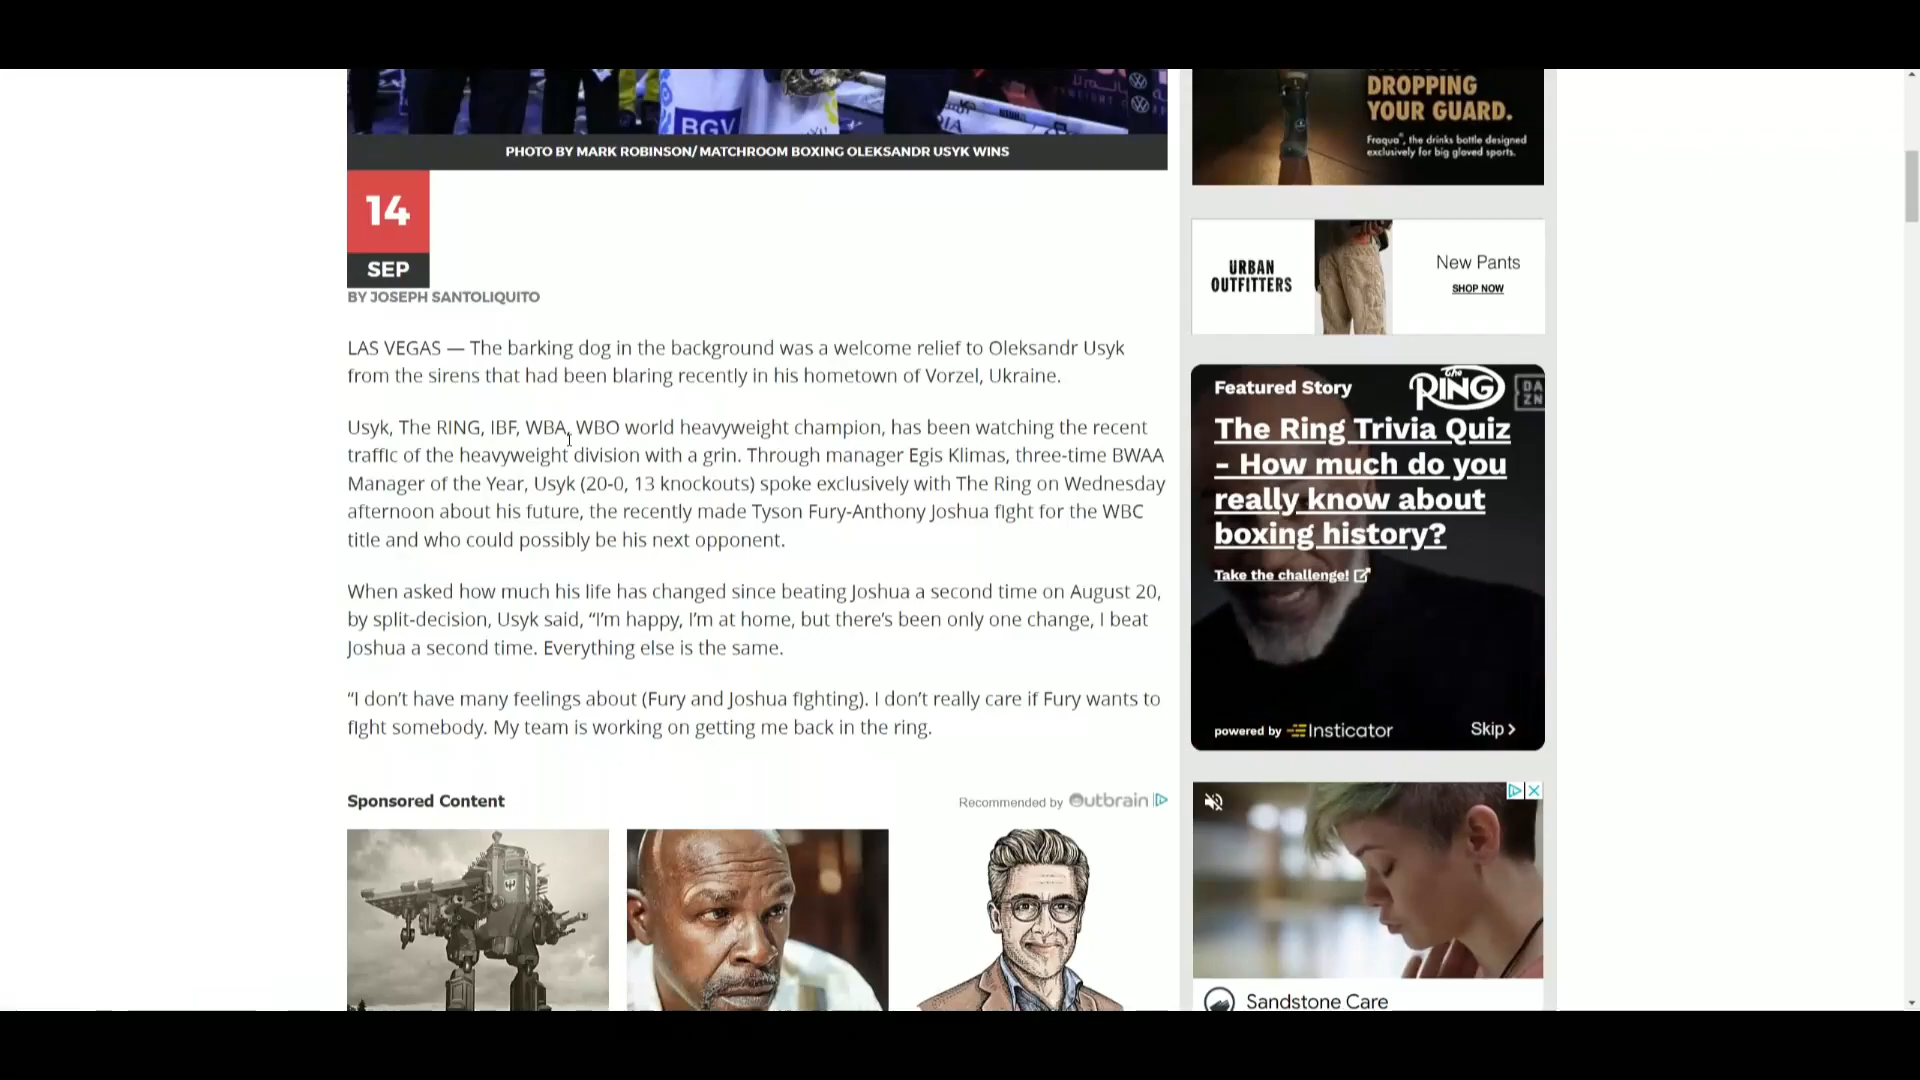 DROPPING
YOUR GUARD.
Fraqua®, the drinks bottle designed
exclusively for big gloved sports.
BGV
PHOTO BY MARK ROBINSON/ MATCHROOM BOXING OLEKSANDR USYK WINS
14
SEP
BY JOSEPH SANTOLIQUITO
LAS VEGAS — The barking dog in the background was a welcome relief to Oleksandr Usyk
from the sirens that had been blaring recently in his hometown of Vorzel, Ukraine.
Usyk, The RING, IBF, WBA, WBO world heavyweight champion, has been watching the recent
traffic of the heavyweight division with a grin. Through manager Egis Klimas, three-time BWAA
Manager of the Year, Usyk (20-0, 13 knockouts) spoke exclusively with The Ring on Wednesday
afternoon about his future, the recently made Tyson Fury-Anthony Joshua fight for the WBC
title and who could possibly be his next opponent.
When asked how much his life has changed since beating Joshua a second time on August 20,
by split-decision, Usyk said, “I’m happy, I’m at home, but there’s been only one change, I beat
Joshua a second time. Everything else is the same.
“I don’t have many feelings about (Fury and Joshua fighting). I don’t really care if Fury wants to
fight somebody. My team is working on getting me back in the ring.
Sponsored Content
Recommended by Outbrain
URBAN
OUTFITTERS
New Pants
SHOP NOW
Featured Story
The RING
DA
ZN
The Ring Trivia Quiz
- How much do you
really know about
boxing history?
Take the challenge!
powered by Insticator
Skip
Sandstone Care